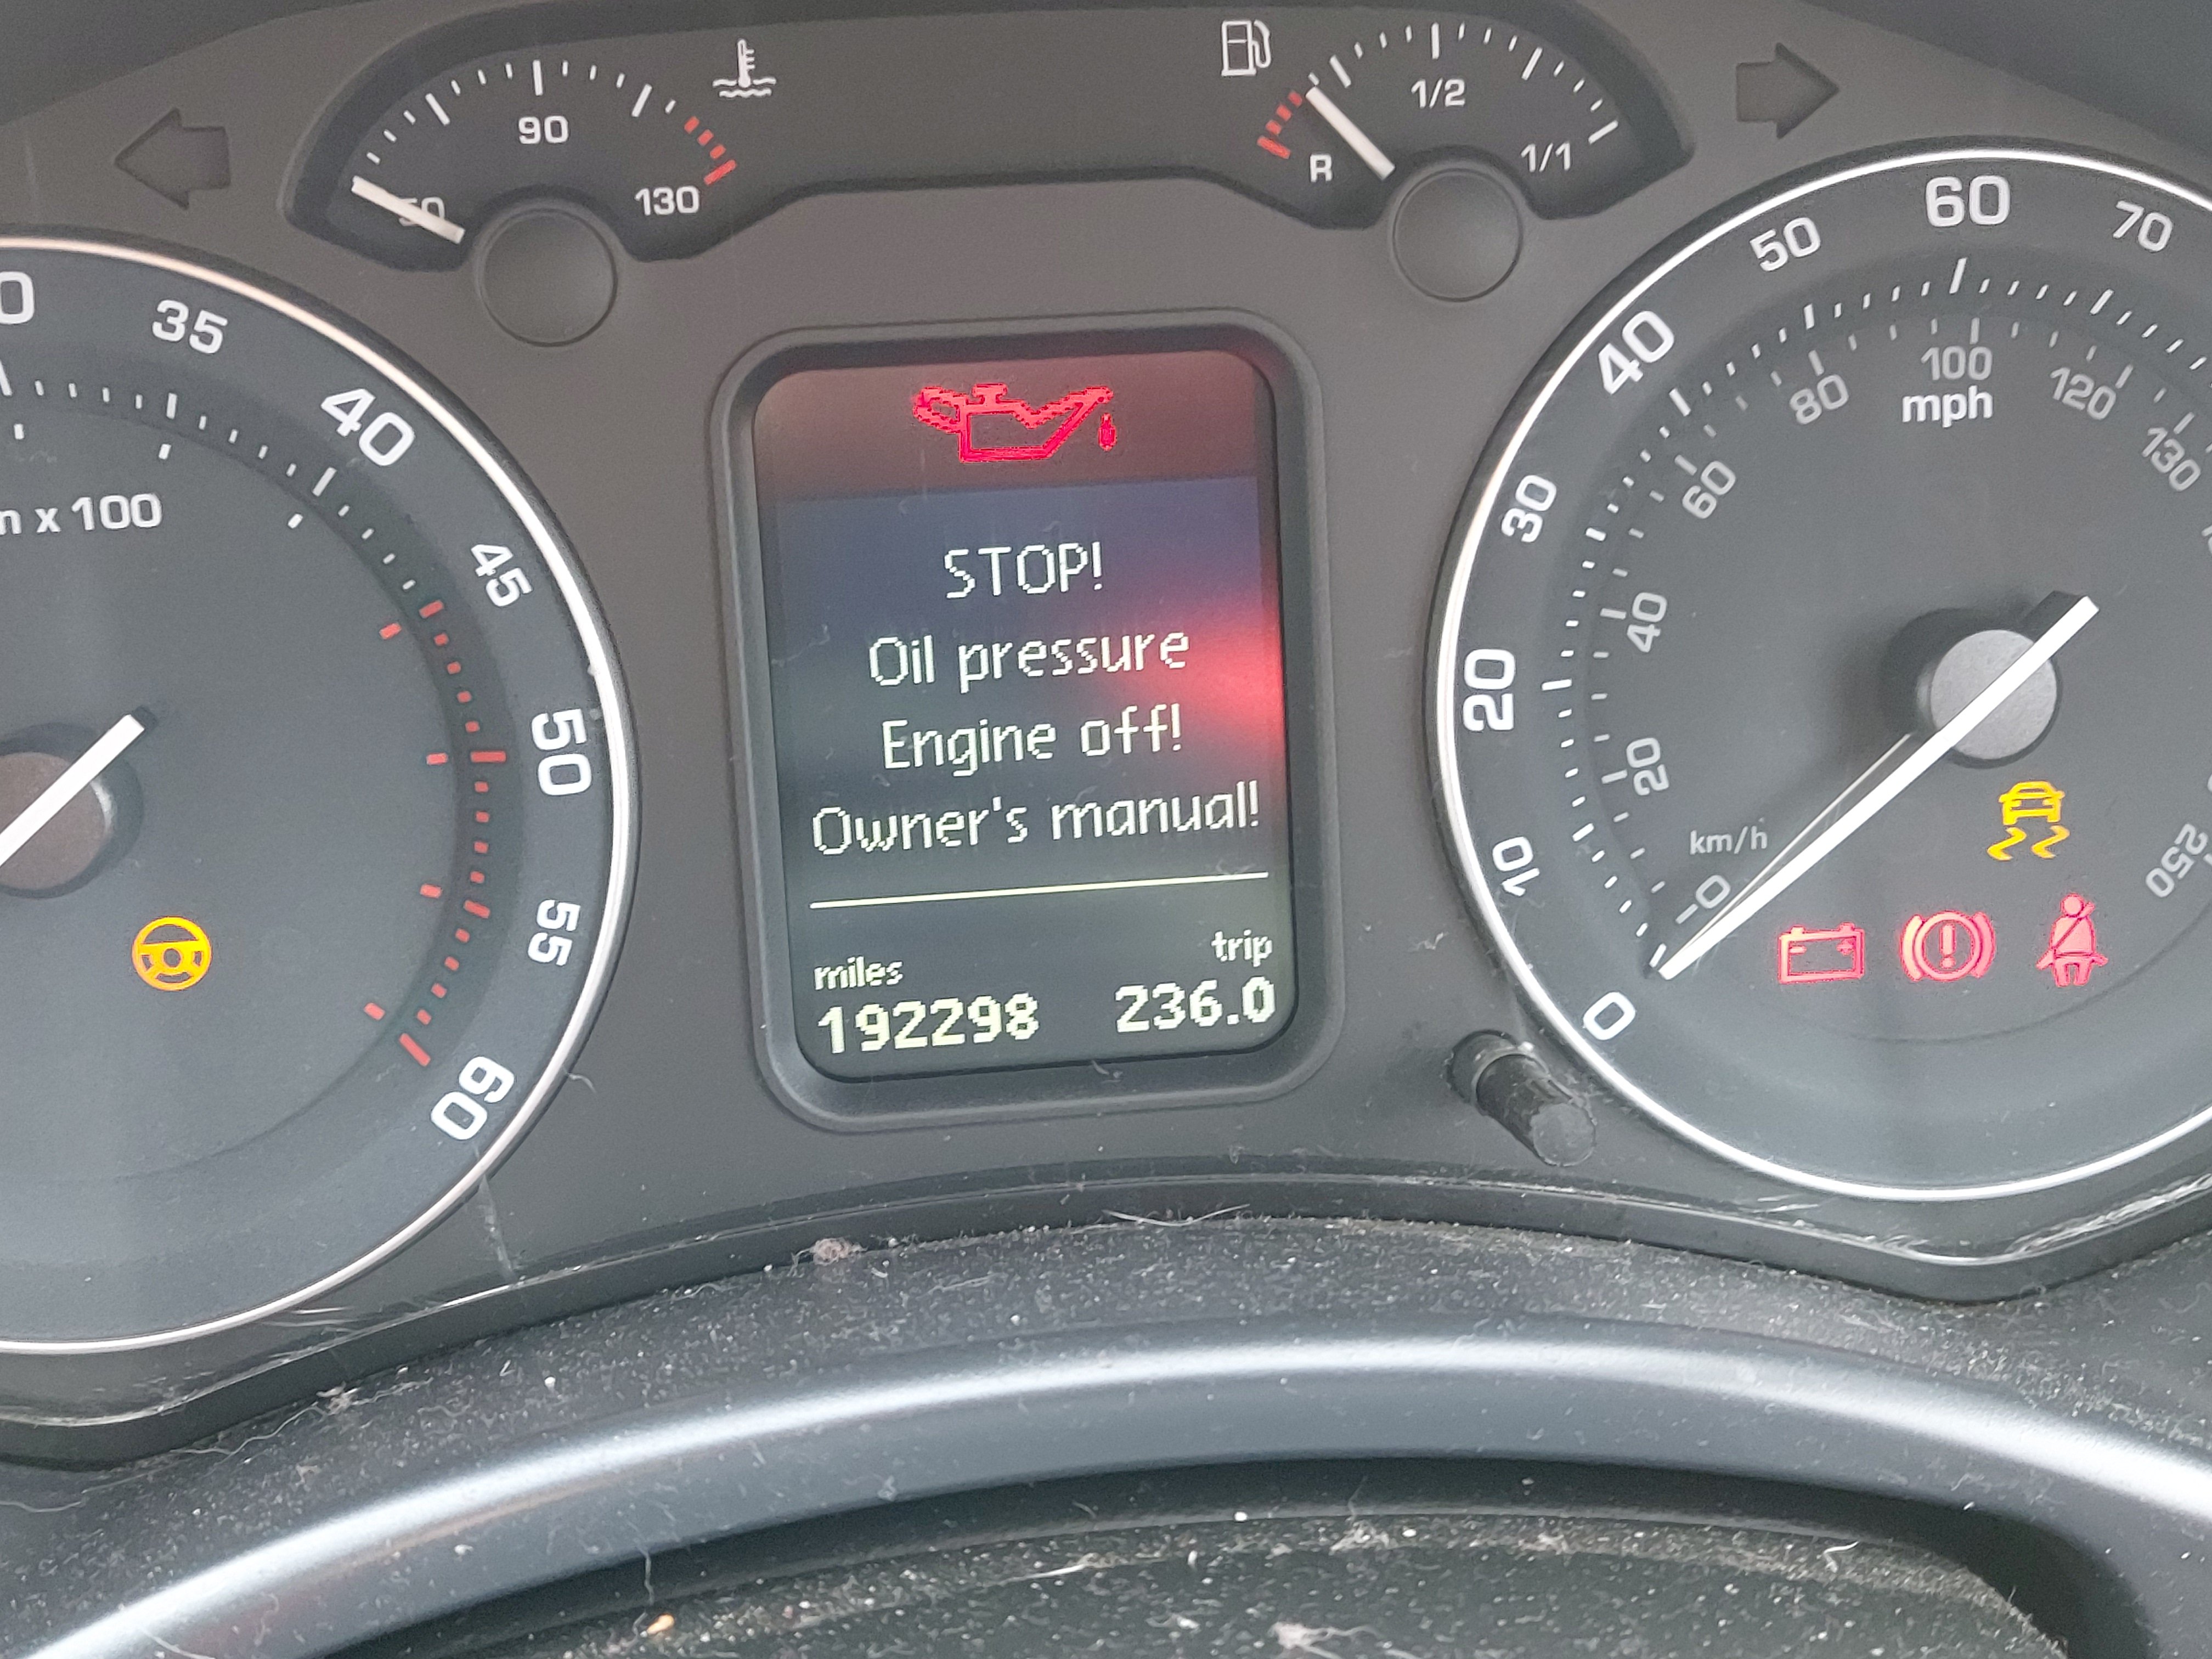 90
50
130
R
1/2
1/1
35
40
45
50
55
60
n x 100
STOP!
Oil pressure
Engine off!
Owner's manual!
miles
trip
192298
236.0
0
10
20
30
40
50
60
70
20
40
60
80
100
120
130
250
mph
km/h